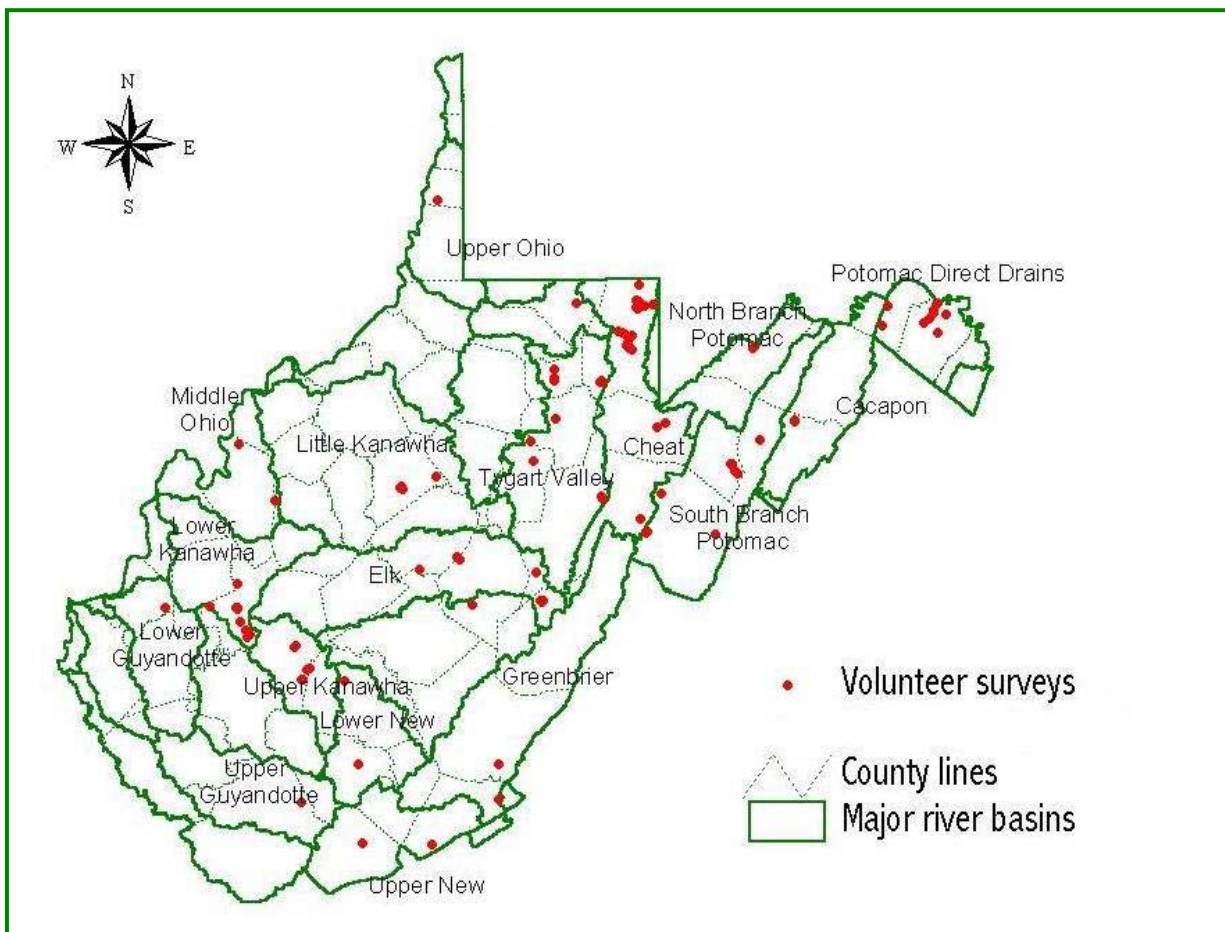 N
W
E
S
Upper Ohio
Potomac Direct Drains
North Branch
Potomac
Middle
Ohio
Cacapon
Little Kanawha
Cheat
Tygart Valley
South Branch
Potomac
Lower
Kanawha
Elk
Lower
Guyandotte
Greenbrier
Upper Kanawha
Lower New
Upper
Guyandotte
Upper New
Volunteer surveys
County lines
Major river basins